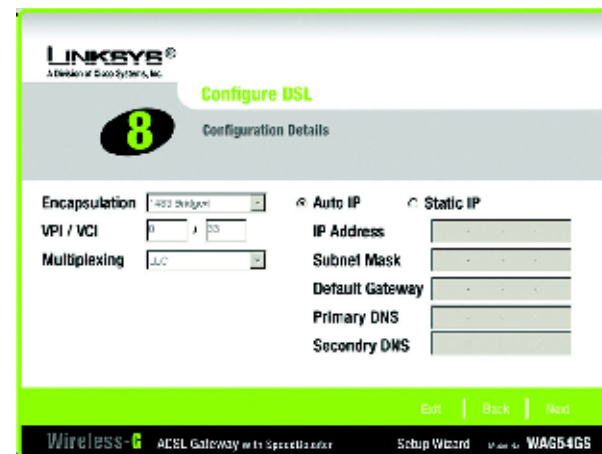 LINKSYS®
A Division of Cisco Systems, Inc.
Configure DSL
8
Configuration Details
Encapsulation 1483 Bridged
VPI / VCI 0 / 33
Multiplexing LLC
Auto IP Static IP
IP Address
Subnet Mask
Default Gateway
Primary DNS
Secondry DNS
Exit Back Next
Wireless-G ADSL Gateway with SpeedBooster Setup Wizard Model No. WAG54GS